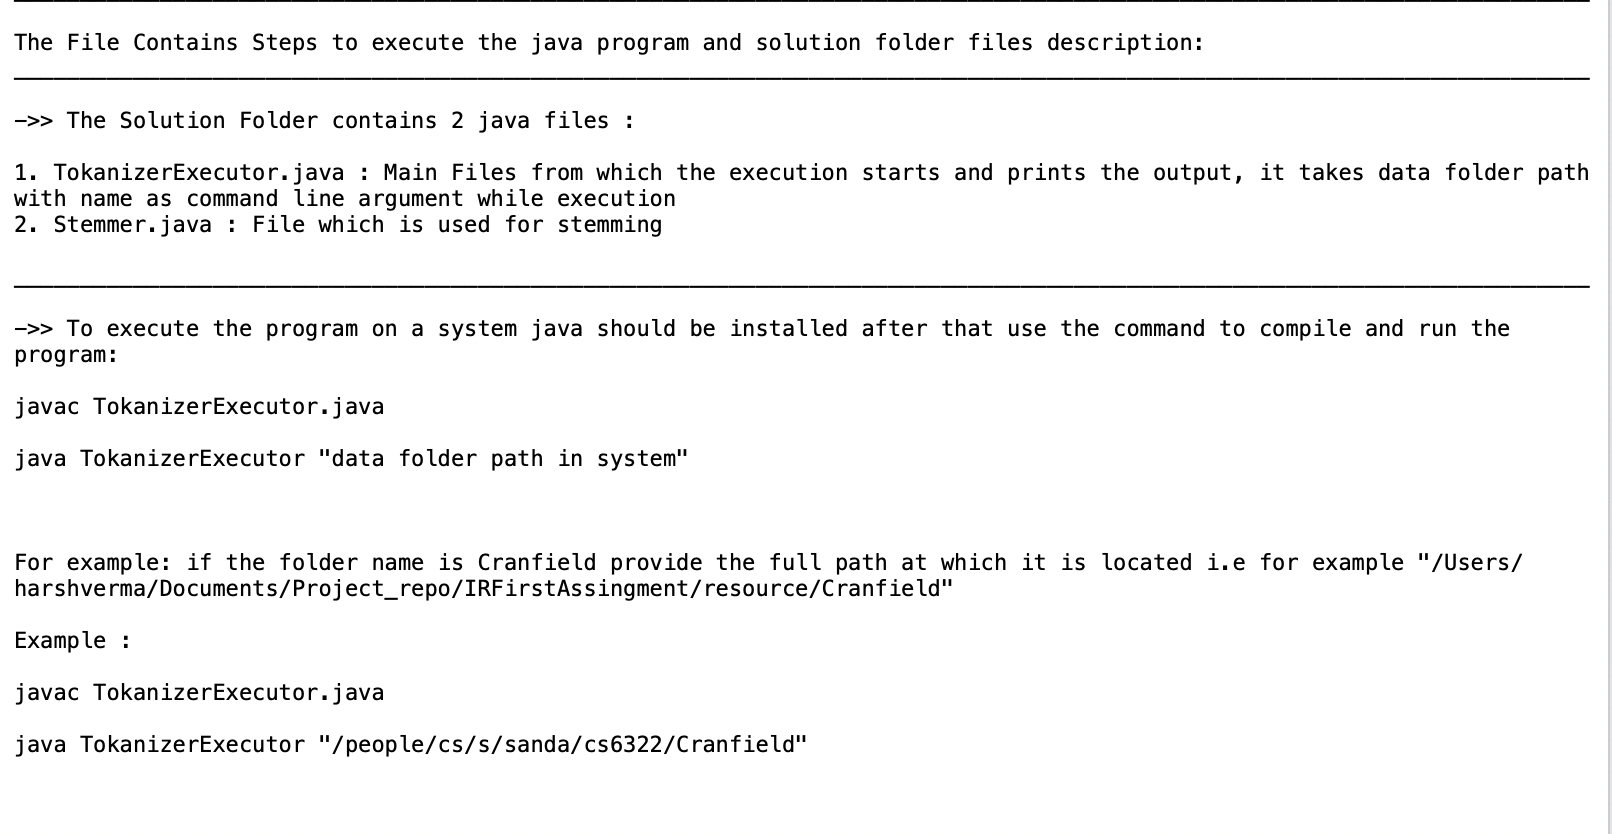 The File Contains Steps to execute the java program and solution folder files description:
—>> The Solution Folder contains 2 java files :
1. TokanizerExecutor.java : Main Files from which the execution starts and prints the output, it takes data folder path
with name as command line argument while execution
2. Stemmer.java : File which is used for stemming
—>> To execute the program on a system java should be installed after that use the command to compile and run the
program:
javac TokanizerExecutor.java
java TokanizerExecutor "data folder path in system"
For example: if the folder name is Cranfield provide the full path at which it is located i.e for example "/Users/
harshverma/Documents/Project_repo/IRFirstAssingment/resource/Cranfield"
Example :
javac TokanizerExecutor.java
java TokanizerExecutor "/people/cs/s/sanda/cs6322/Cranfield"